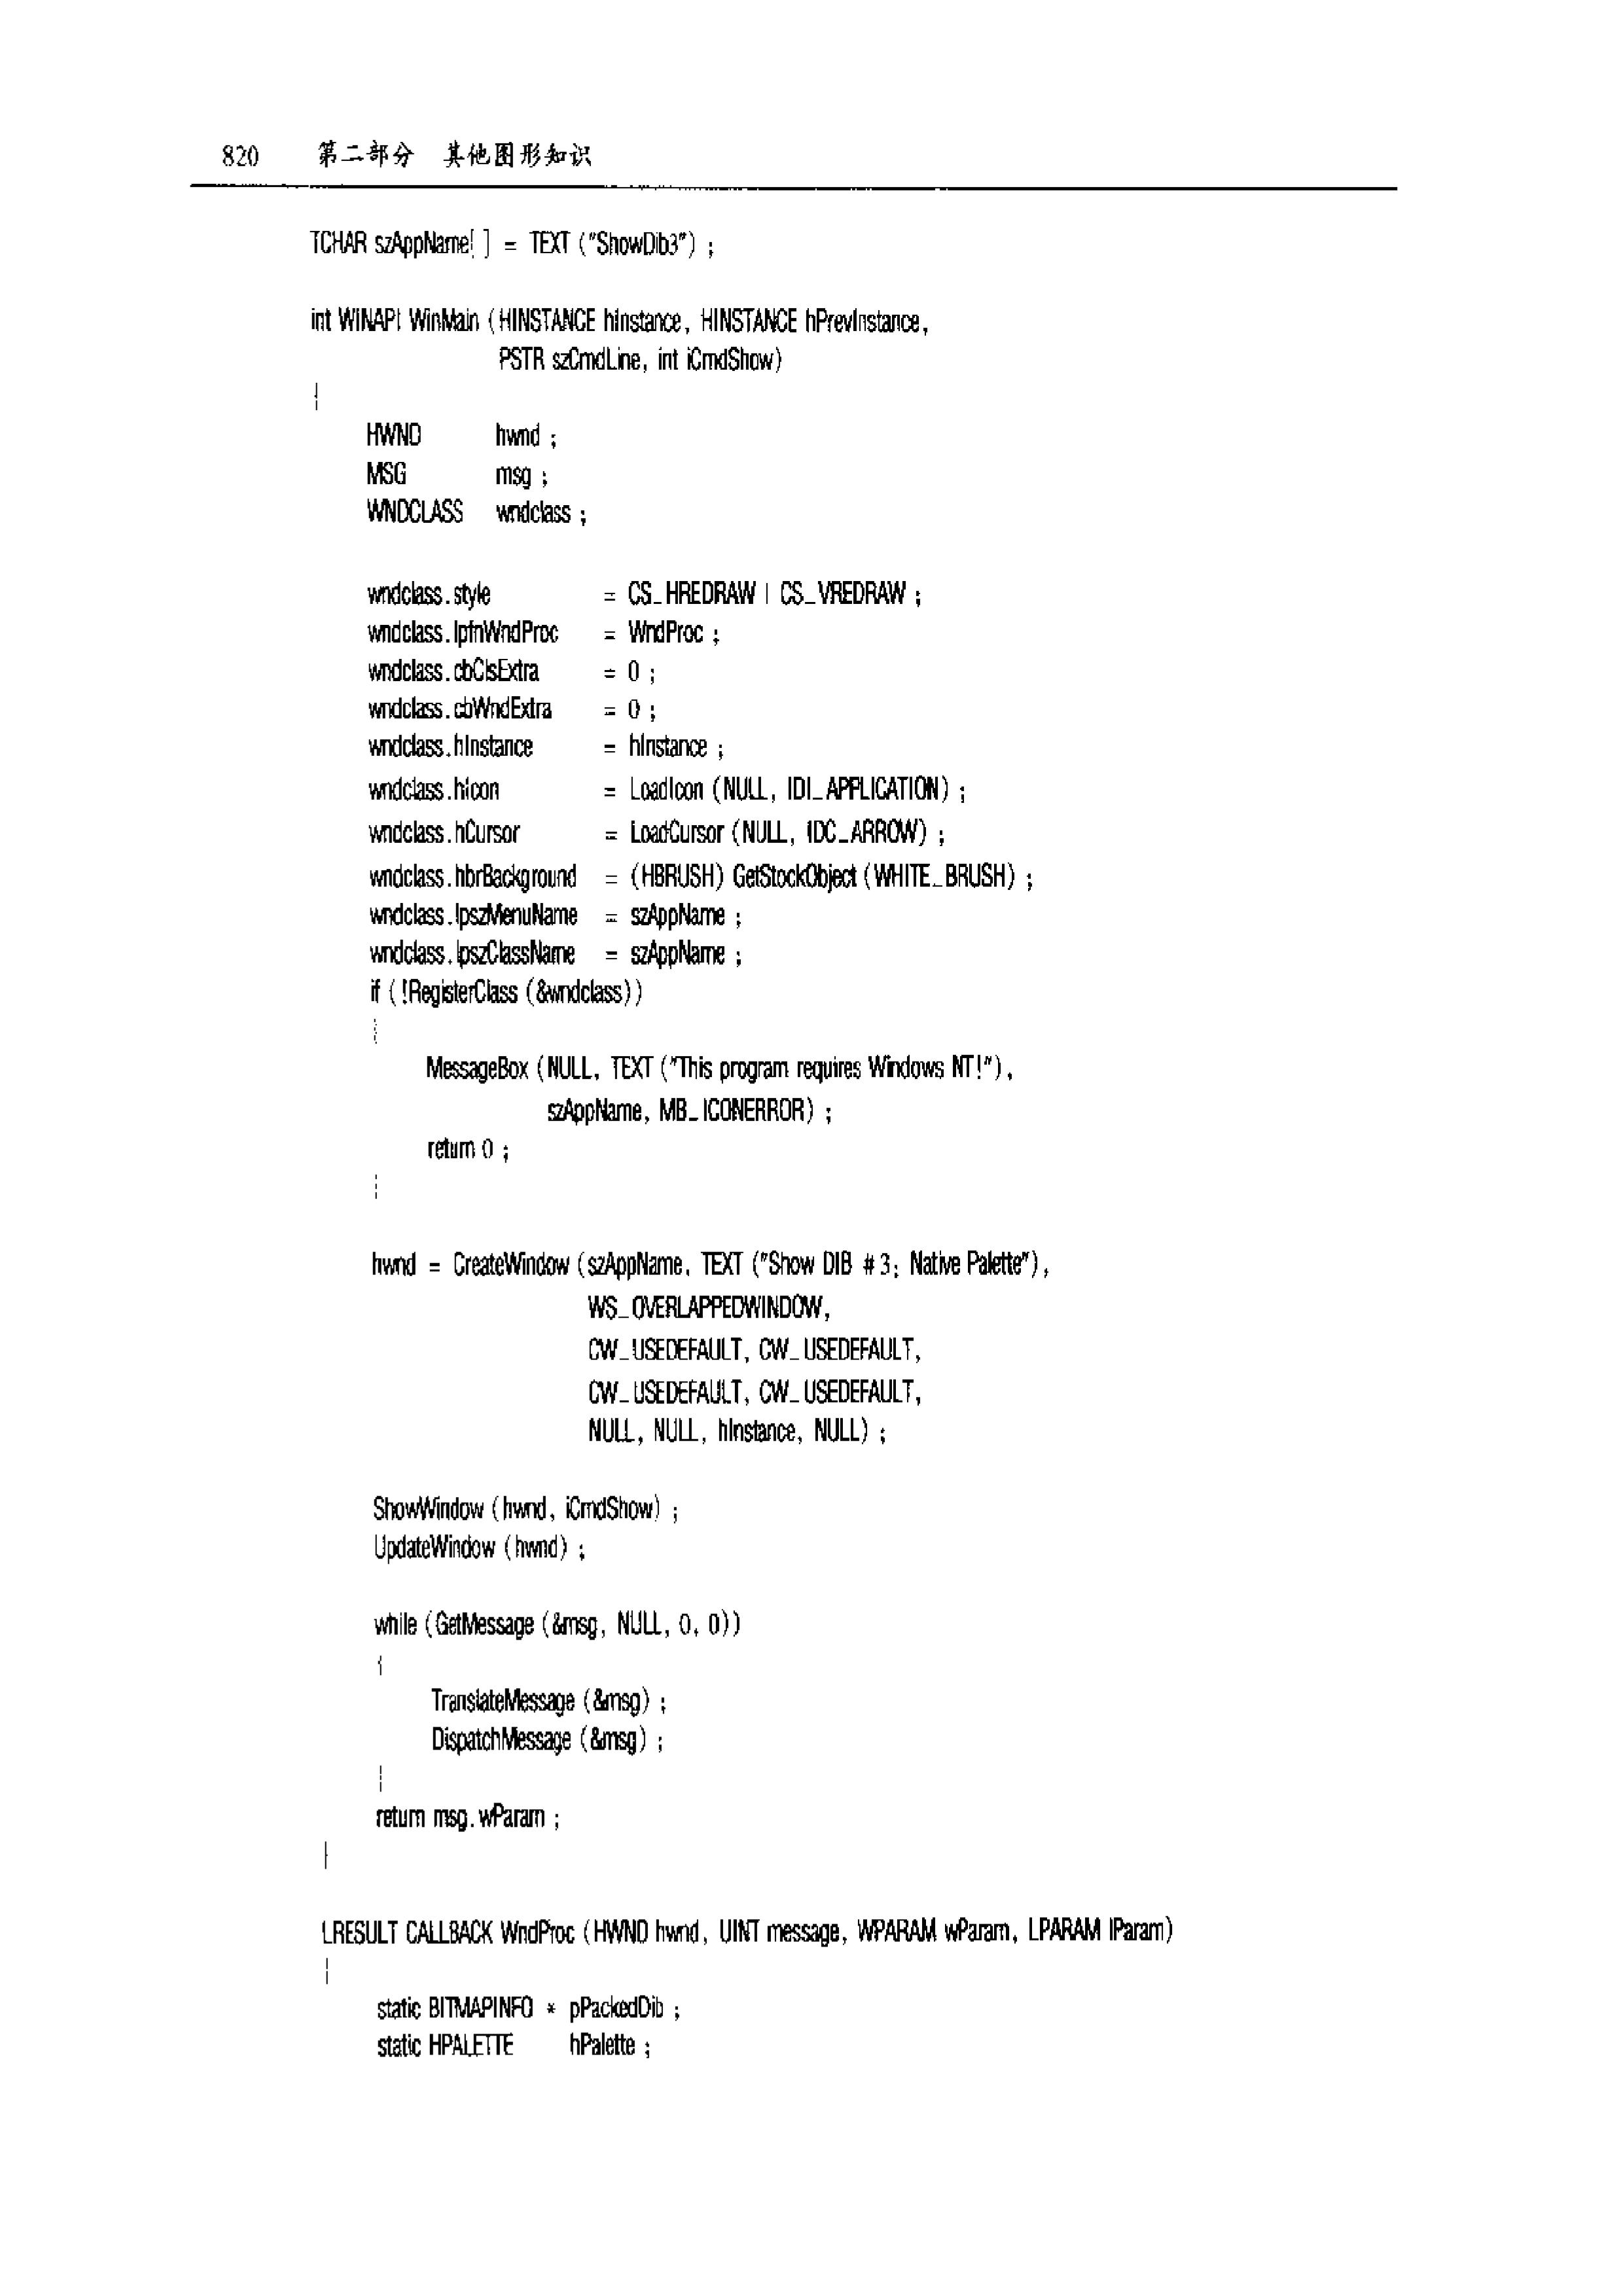 820 第二部分 其他图形知识
TCHAR szAppName[ ] = TEXT ("ShowDib3") ;
int WINAPI WinMain (HINSTANCE hInstance, HINSTANCE hPrevInstance,
PSTR szCmdLine, int iCmdShow)
{
HWND hwnd ;
MSG msg ;
WNDCLASS wndclass ;
wndclass.style = CS_HREDRAW | CS_VREDRAW ;
wndclass.lpfnWndProc = WndProc ;
wndclass.cbClsExtra = 0 ;
wndclass.cbWndExtra = 0 ;
wndclass.hInstance = hInstance ;
wndclass.hIcon = LoadIcon (NULL, IDI_APPLICATION) ;
wndclass.hCursor = LoadCursor (NULL, IDC_ARROW) ;
wndclass.hbrBackground = (HBRUSH) GetStockObject (WHITE_BRUSH) ;
wndclass.lpszMenuName = szAppName ;
wndclass.lpszClassName = szAppName ;
if (!RegisterClass (&wndclass))
{
MessageBox (NULL, TEXT ("This program requires Windows NT!"),
szAppName, MB_ICONERROR) ;
return 0 ;
}
hwnd = CreateWindow (szAppName, TEXT ("Show DIB #3: Native Palette"),
WS_OVERLAPPEDWINDOW,
CW_USEDEFAULT, CW_USEDEFAULT,
CW_USEDEFAULT, CW_USEDEFAULT,
NULL, NULL, hInstance, NULL) ;
ShowWindow (hwnd, iCmdShow) ;
UpdateWindow (hwnd) ;
while (GetMessage (&msg, NULL, 0, 0))
{
TranslateMessage (&msg) ;
DispatchMessage (&msg) ;
}
return msg.wParam ;
}
LRESULT CALLBACK WndProc (HWND hwnd, UINT message, WPARAM wParam, LPARAM lParam)
{
static BITMAPINFO * pPackedDib ;
static HPALETTE hPalette ;